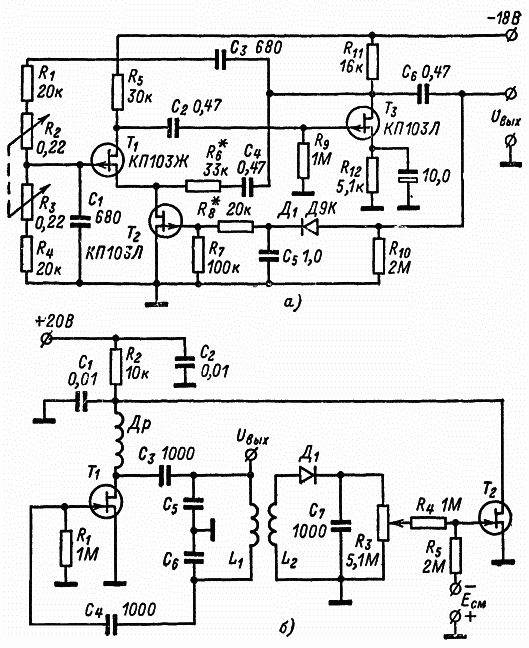 -18В
C3 680
R1
20к
R5
30к
R11
16к
C6 0,47
Uвых
R2
0,22
C2 0,47
T3
КП103Л
T1
КП103Ж
R6*
33к
C4
0,47
R9
1М
R12
5,1к
10,0
R3
0,22
C1
680
КП103Л
T2
R8* 20к
Д1 Д9К
R4
20к
R7
100к
C5 1,0
R10
2М
а)
+20В
C1
0,01
R2
10к
C2
0,01
Др
C3 1000
Uвых
T1
Д1
C5
C7
1000
R4 1М
T2
R1
1М
C6
L1
L2
R3
5,1М
R5
2М
C4 1000
−
Eсм
+
б)